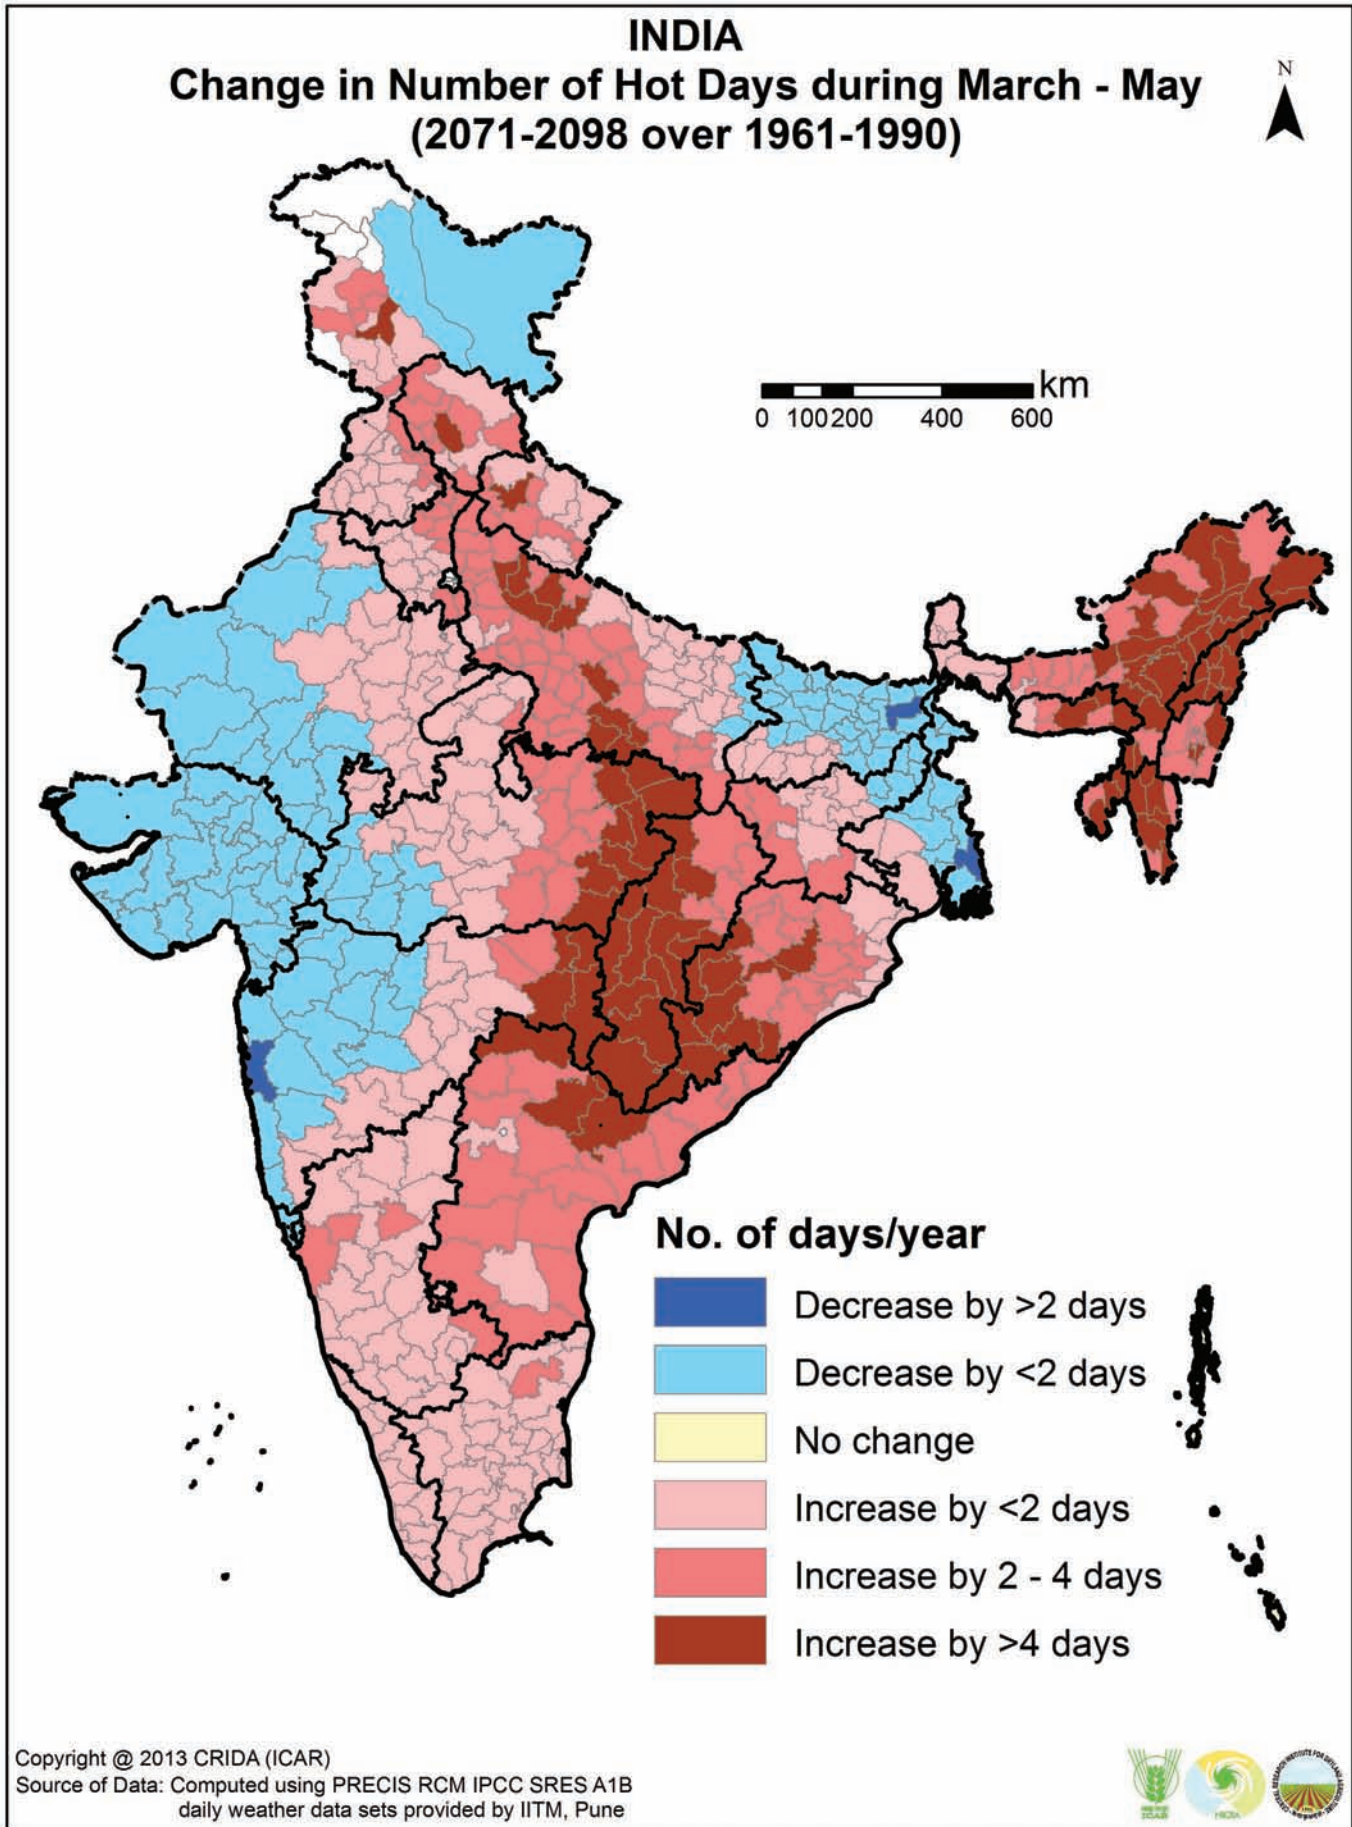 INDIA
Change in Number of Hot Days during March - May
(2071-2098 over 1961-1990)
N
km
0 100 200 400 600
No. of days/year
Decrease by >2 days
Decrease by <2 days
No change
Increase by <2 days
Increase by 2 - 4 days
Increase by >4 days
Copyright @ 2013 CRIDA (ICAR)
Source of Data: Computed using PRECIS RCM IPCC SRES A1B
daily weather data sets provided by IITM, Pune